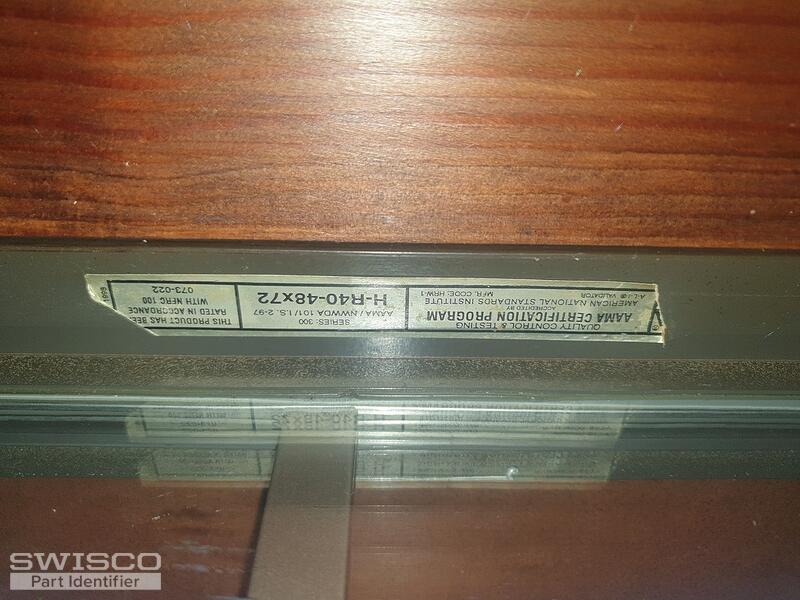 QUALITY CONTROL & TESTING
AAMA CERTIFICATION PROGRAM
ACCREDITED BY
AMERICAN NATIONAL STANDARDS INSTITUTE
MFR. CODE: HRW-1
A-L-I® VALIDATOR
SERIES: 300
AAMA / NWWDA 101/ I.S. 2-97
H-R40-48x72
THIS PRODUCT HAS BEE
RATED IN ACCORDANCE
WITH NFRC 100
073-022
SWISCO
Part Identifier